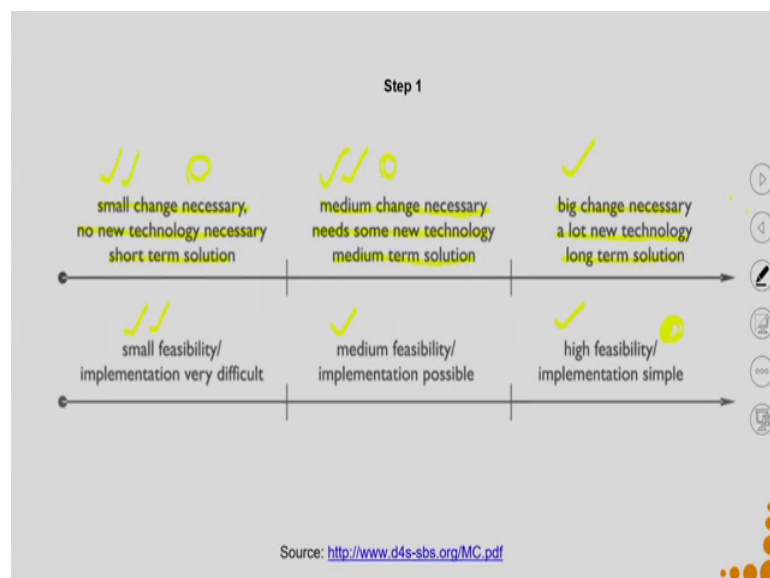 Step 1
small change necessary,
no new technology necessary
short term solution
medium change necessary
needs some new technology
medium term solution
big change necessary
a lot new technology
long term solution
small feasibility/
implementation very difficult
medium feasibility/
implementation possible
high feasibility/
implementation simple
Source: http://www.d4s-sbs.org/MC.pdf